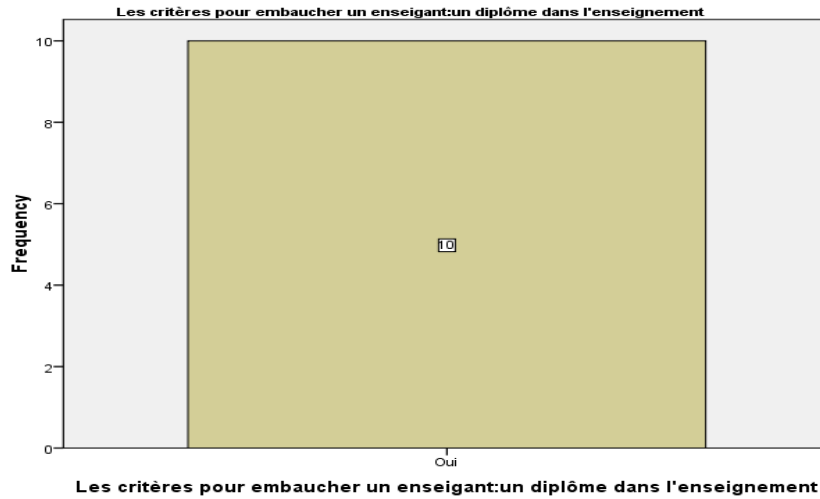 Les critères pour embaucher un enseigant:un diplôme dans l'enseignement
10
8
6
4
2
0
Frequency
10
Oui
Les critères pour embaucher un enseigant:un diplôme dans l'enseignement